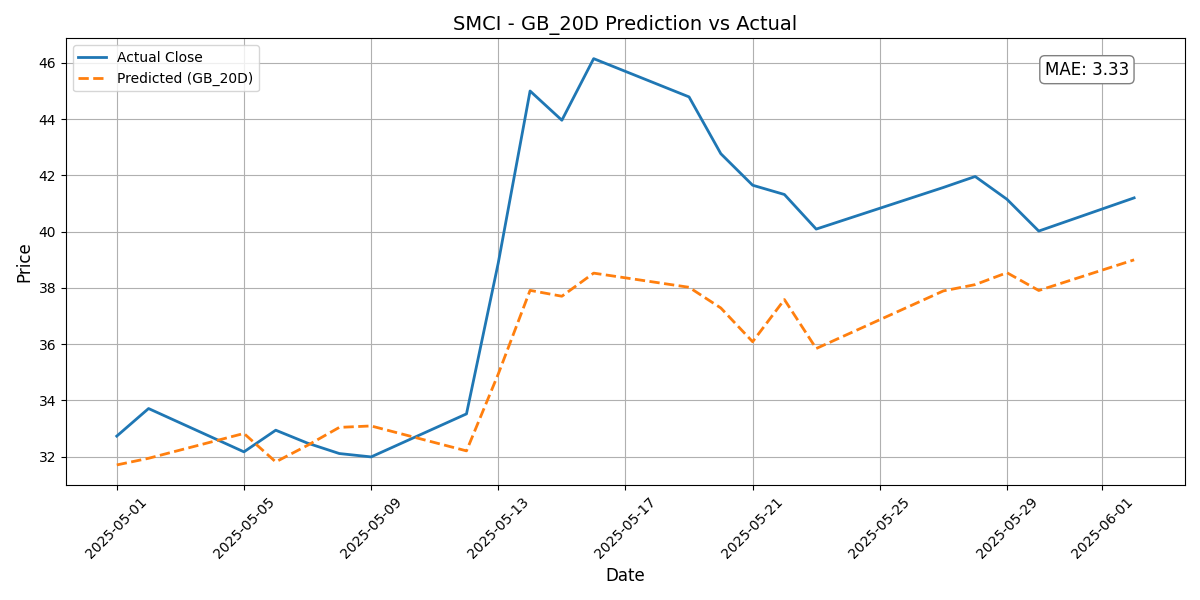 SMCI - GB_20D Prediction vs Actual
Actual Close
Predicted (GB_20D)
MAE: 3.33
Price
46
44
42
40
38
36
34
32
2025-05-01
2025-05-05
2025-05-09
2025-05-13
2025-05-17
2025-05-21
2025-05-25
2025-05-29
2025-06-01
Date